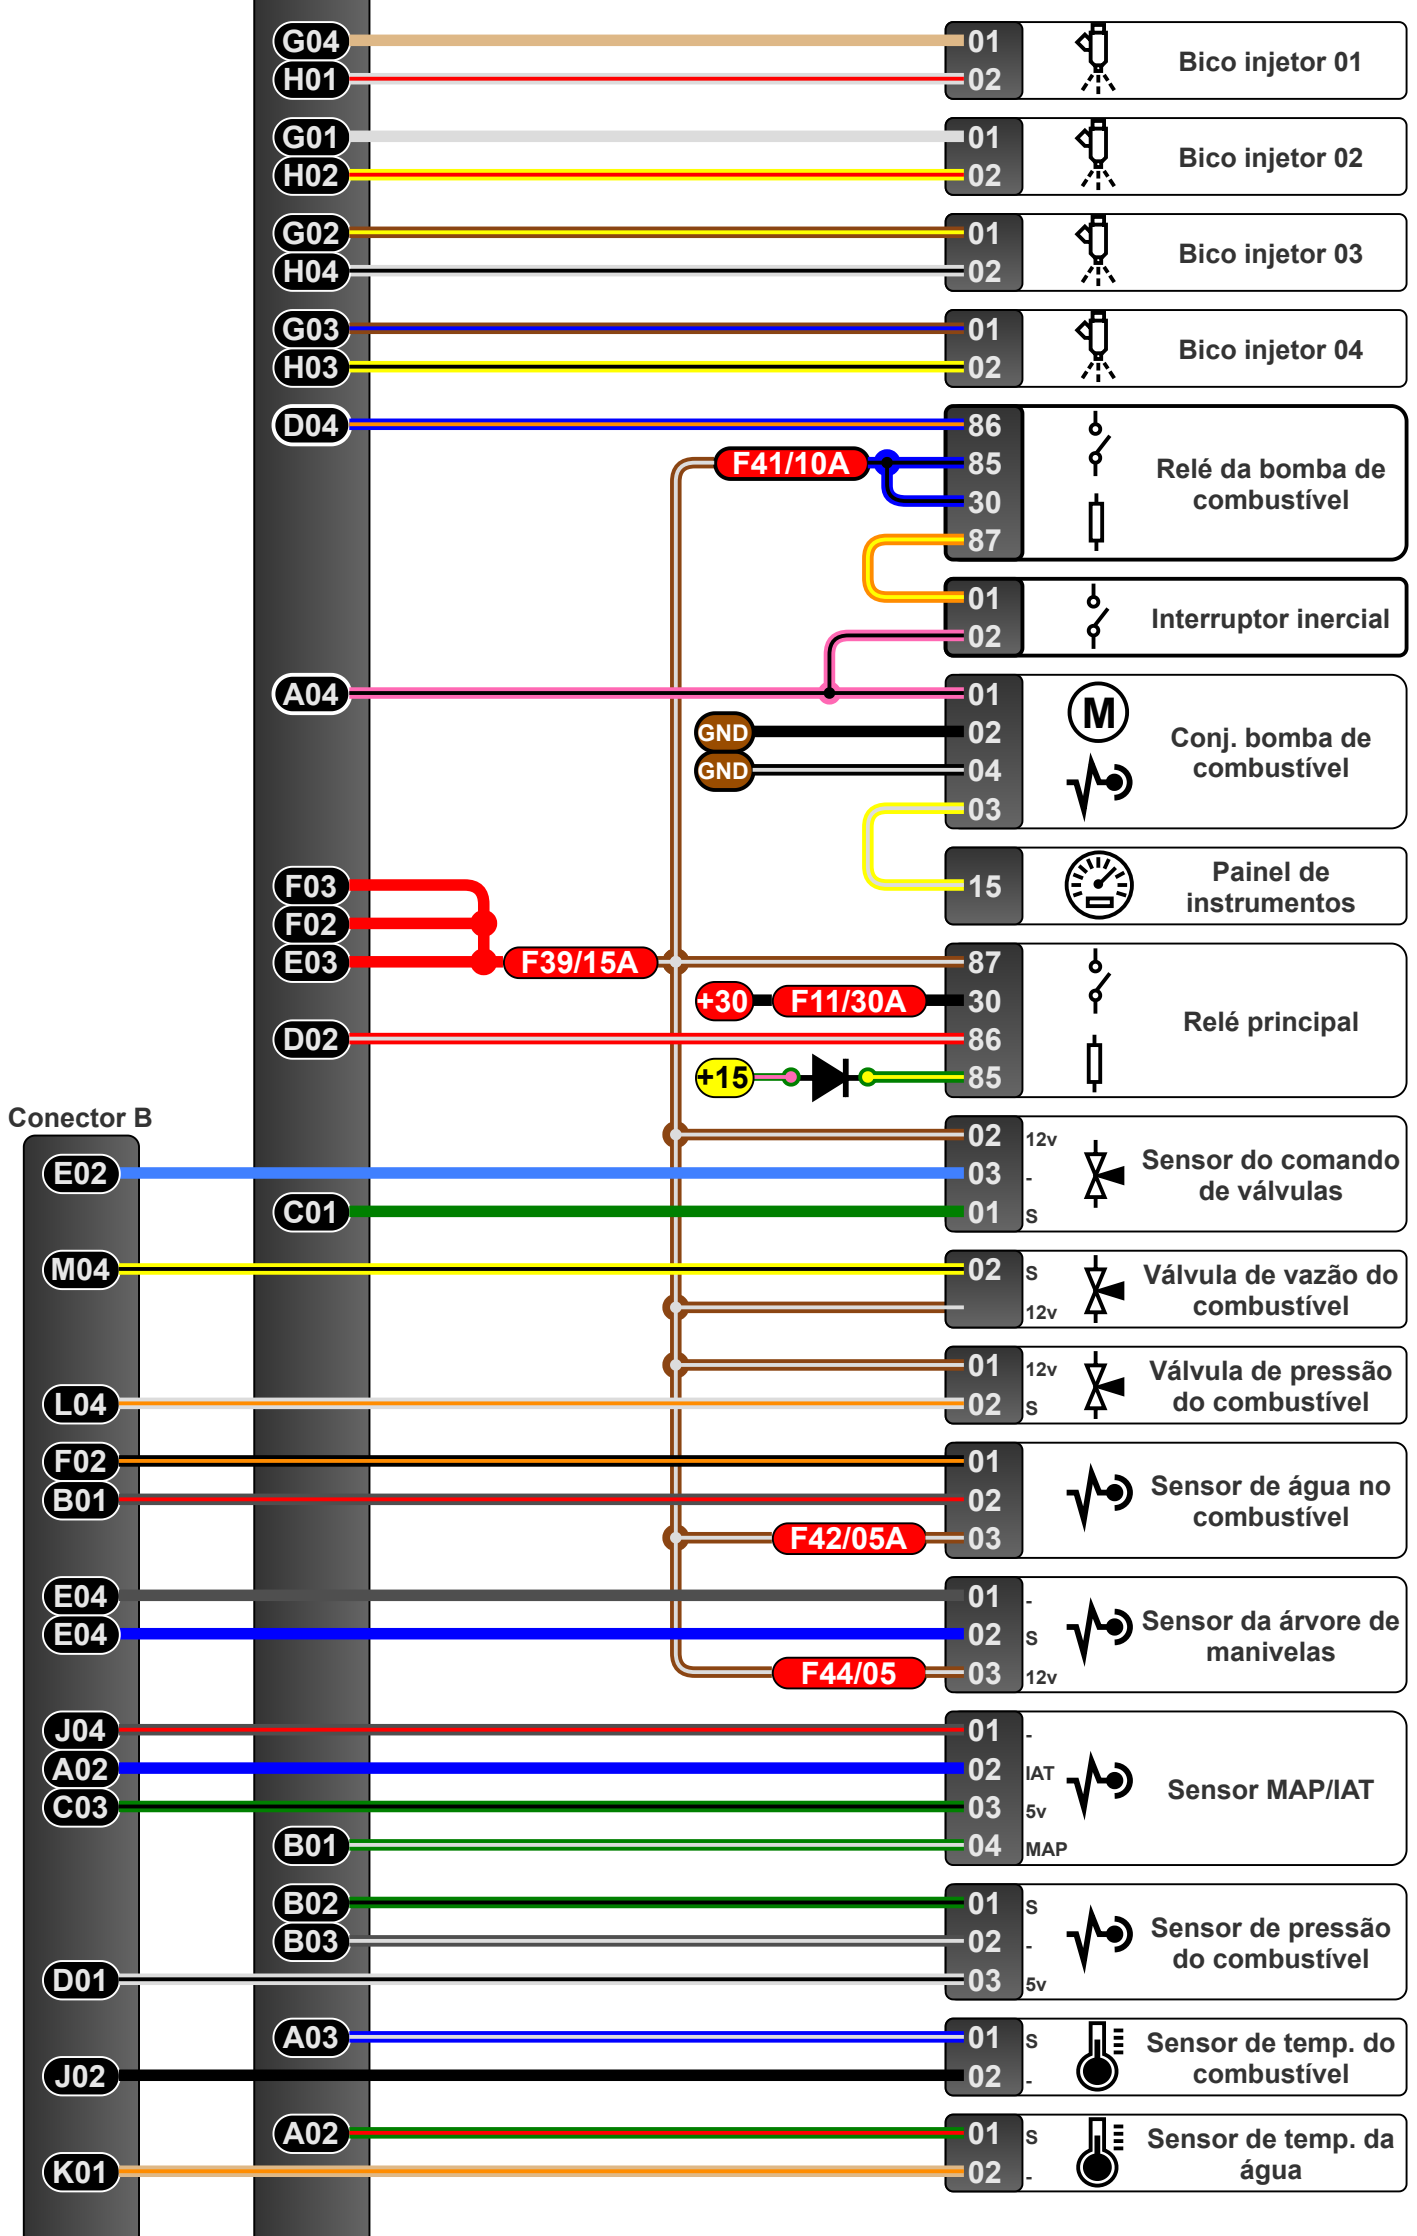 G04 01
H01 02
Bico injetor 01
G01 01
H02 02
Bico injetor 02
G02 01
H04 02
Bico injetor 03
G03 01
H03 02
Bico injetor 04
D04 86
F41/10A 85
30
87
Relé da bomba de
combustível
01
02
Interruptor inercial
A04 01
GND 02
GND 04
03
M
Conj. bomba de
combustível
15
Painel de
instrumentos
F03
F02
E03 F39/15A 87
+30 F11/30A 30
D02 86
+15 85
Relé principal
Conector B
02 12v
E02 03 -
C01 01 S
Sensor do comando
de válvulas
M04 02 S
12v
Válvula de vazão do
combustível
01 12v
L04 02 S
Válvula de pressão
do combustível
F02 01
B01 02
F42/05A 03
Sensor de água no
combustível
E04 01 -
E04 02 S
F44/05 03 12v
Sensor da árvore de
manivelas
J04 01 -
A02 02 IAT
C03 03 5v
B01 04 MAP
Sensor MAP/IAT
B02 01 S
B03 02 -
D01 03 5v
Sensor de pressão
do combustível
A03 01 S
J02 02 -
Sensor de temp. do
combustível
A02 01 S
K01 02 -
Sensor de temp. da
água